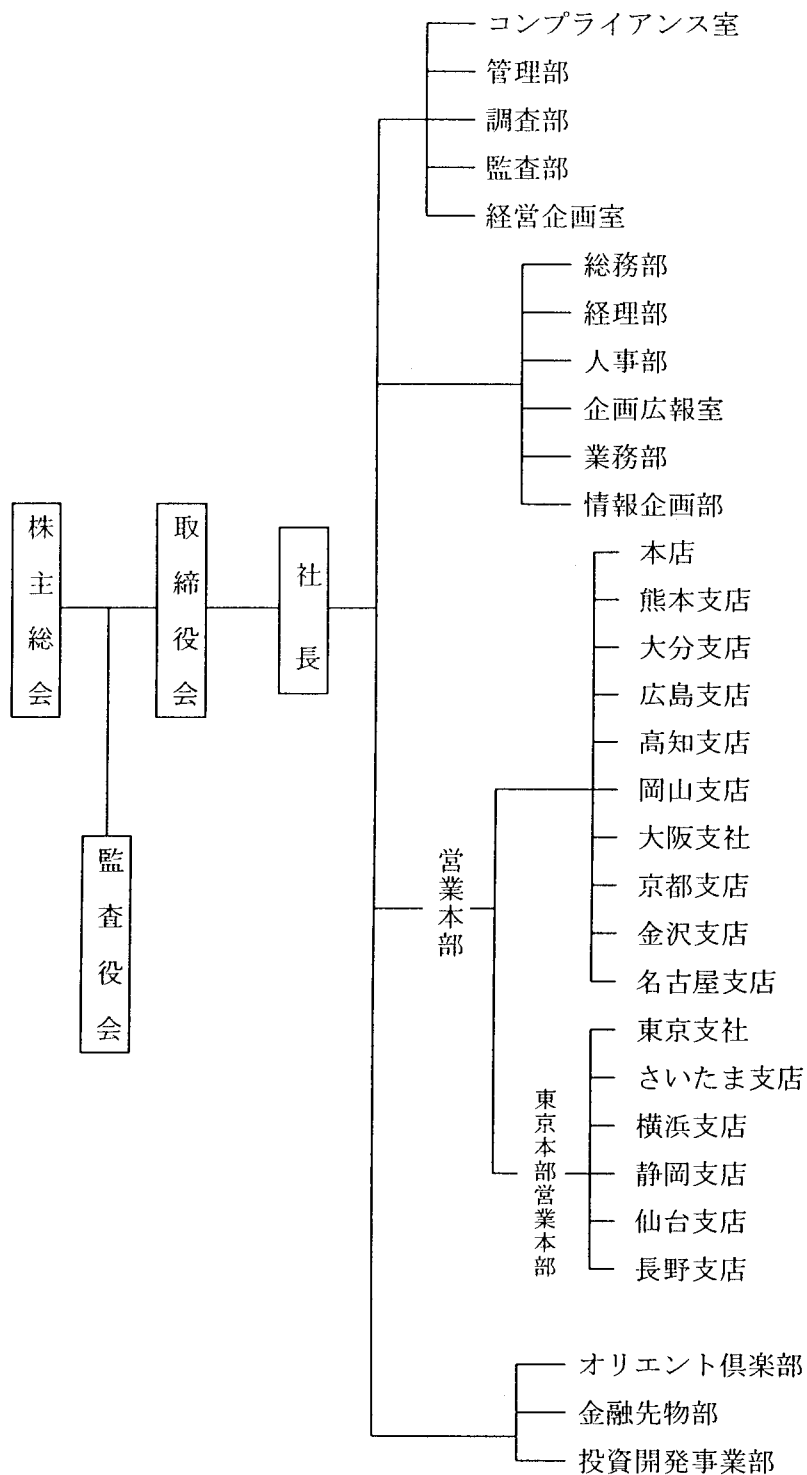 コンプライアンス室
管理部
調査部
監査部
経営企画室
総務部
経理部
人事部
企画広報室
業務部
情報企画部
株主総会
取締役会
社長
監査役会
営業本部
本店
熊本支店
大分支店
広島支店
高知支店
岡山支店
大阪支社
京都支店
金沢支店
名古屋支店
東京本部営業本部
東京支社
さいたま支店
横浜支店
静岡支店
仙台支店
長野支店
オリエント倶楽部
金融先物部
投資開発事業部